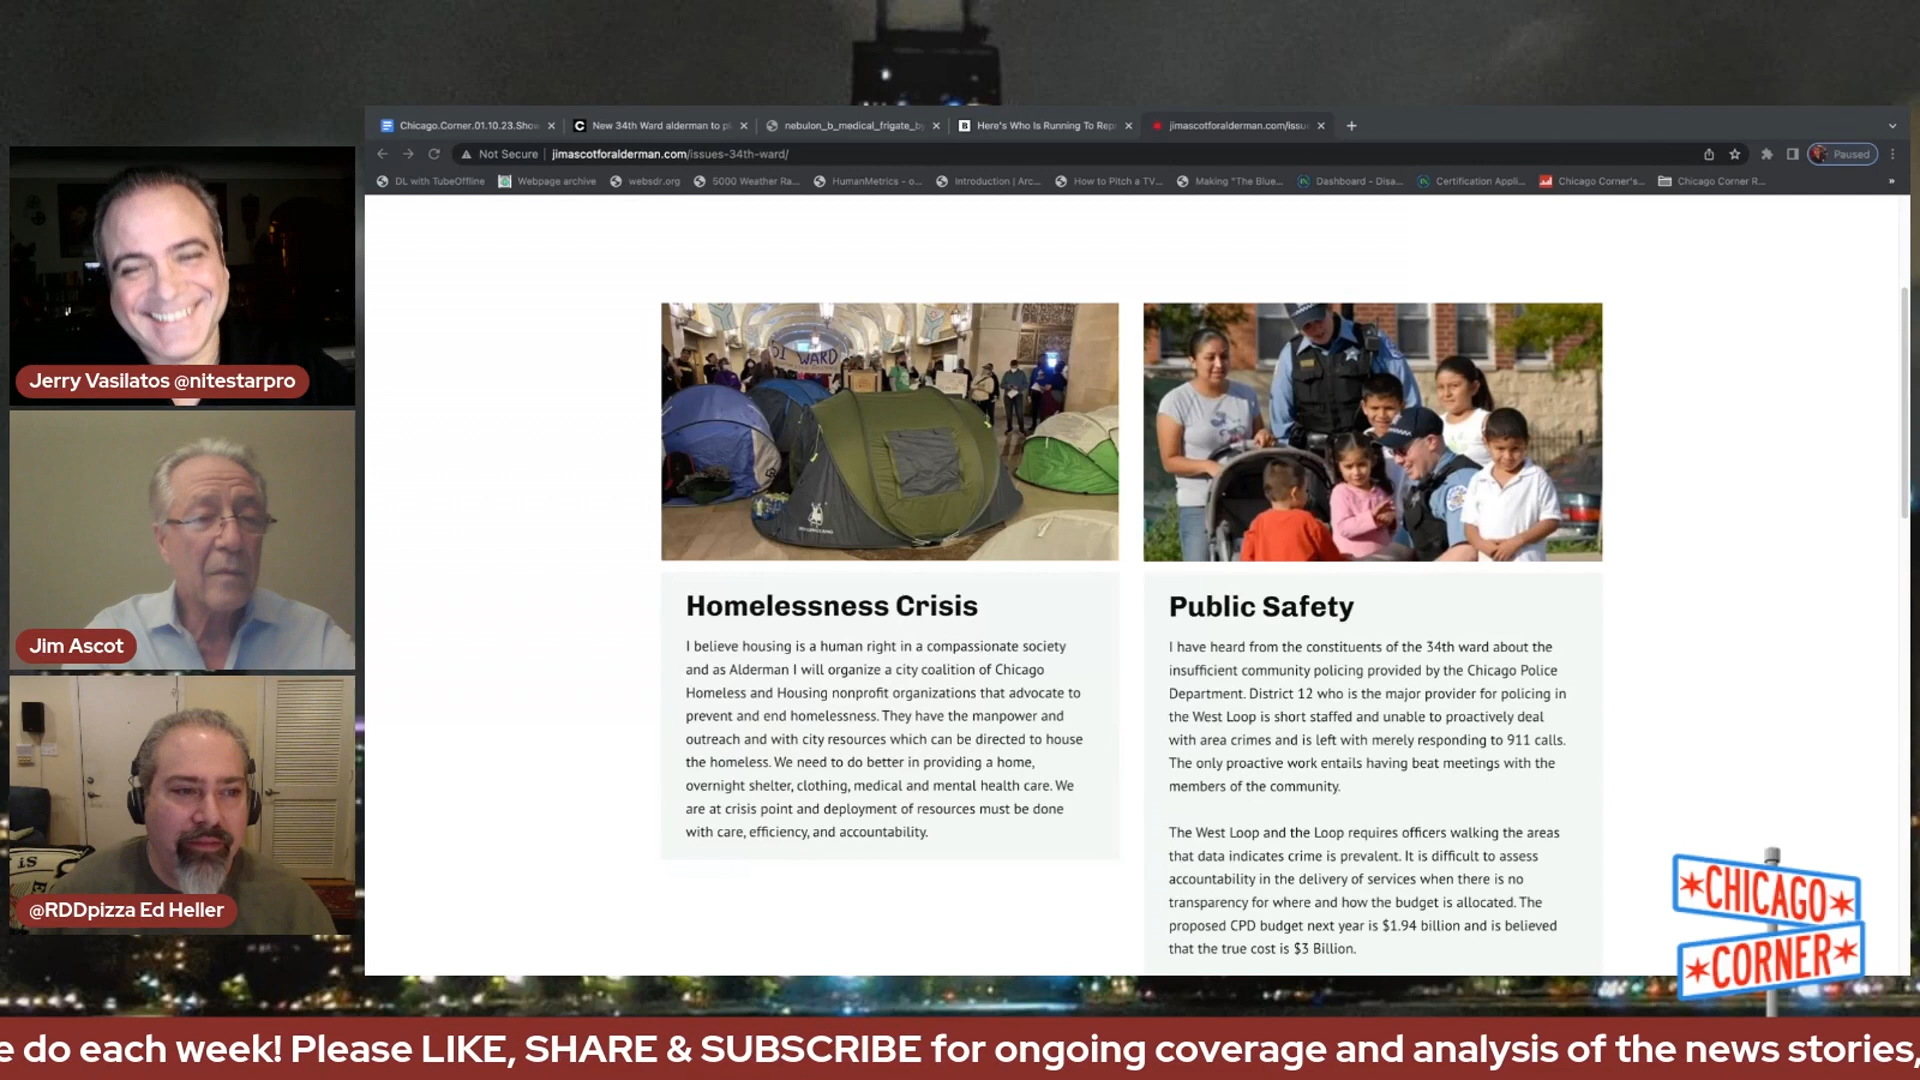 Chicago.Corner.01.10.23.Show
New 34th Ward alderman to pl
nebulon_b_medical_frigate_by
Here's Who Is Running To Rep
jimascotforalderman.com/issu
Not Secure
jimascotforalderman.com/issues-34th-ward/
Paused
DL with TubeOffline
Webpage archive
websdr.org
5000 Weather Ra...
HumanMetrics - o...
Introduction | Arc...
How to Pitch a TV...
Making "The Blue...
Dashboard - Disa...
Certification Appli...
Chicago Corner's...
Chicago Corner R...
Jerry Vasilatos @nitestarpro
Jim Ascot
@RDDpizza Ed Heller
is
WARD
Homelessness Crisis
I believe housing is a human right in a compassionate society
and as Alderman I will organize a city coalition of Chicago
Homeless and Housing nonprofit organizations that advocate to
prevent and end homelessness. They have the manpower and
outreach and with city resources which can be directed to house
the homeless. We need to do better in providing a home,
overnight shelter, clothing, medical and mental health care. We
are at crisis point and deployment of resources must be done
with care, efficiency, and accountability.
Public Safety
I have heard from the constituents of the 34th ward about the
insufficient community policing provided by the Chicago Police
Department. District 12 who is the major provider for policing in
the West Loop is short staffed and unable to proactively deal
with area crimes and is left with merely responding to 911 calls.
The only proactive work entails having beat meetings with the
members of the community.
The West Loop and the Loop requires officers walking the areas
that data indicates crime is prevalent. It is difficult to assess
accountability in the delivery of services when there is no
transparency for where and how the budget is allocated. The
proposed CPD budget next year is $1.94 billion and is believed
that the true cost is $3 Billion.
CHICAGO
CORNER
e do each week! Please LIKE, SHARE & SUBSCRIBE for ongoing coverage and analysis of the news stories,